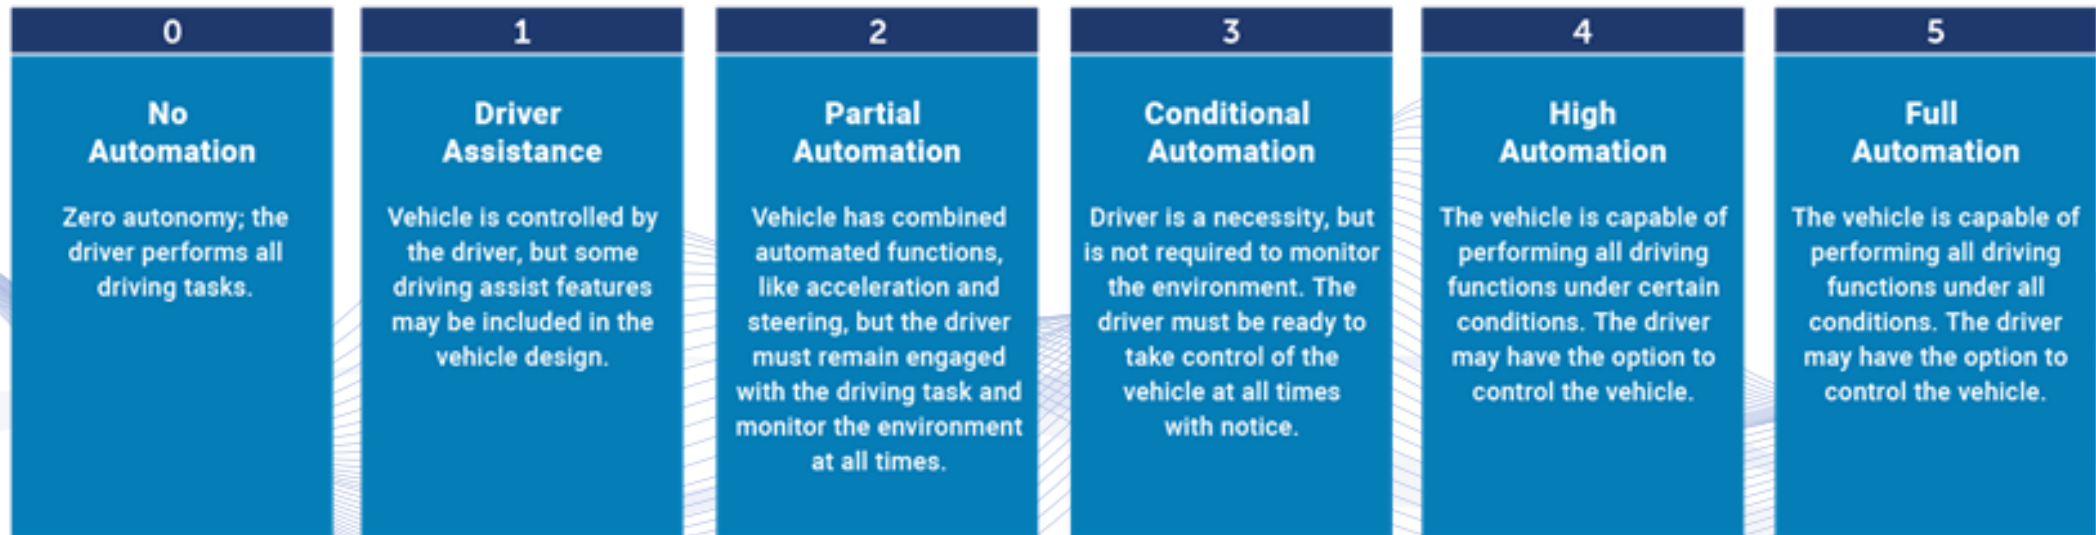 0
No
Automation
Zero autonomy; the
driver performs all
driving tasks.
1
Driver
Assistance
Vehicle is controlled by
the driver, but some
driving assist features
may be included in the
vehicle design.
2
Partial
Automation
Vehicle has combined
automated functions,
like acceleration and
steering, but the driver
must remain engaged
with the driving task and
monitor the environment
at all times.
3
Conditional
Automation
Driver is a necessity, but
is not required to monitor
the environment. The
driver must be ready to
take control of the
vehicle at all times
with notice.
4
High
Automation
The vehicle is capable of
performing all driving
functions under certain
conditions. The driver
may have the option to
control the vehicle.
5
Full
Automation
The vehicle is capable of
performing all driving
functions under all
conditions. The driver
may have the option to
control the vehicle.